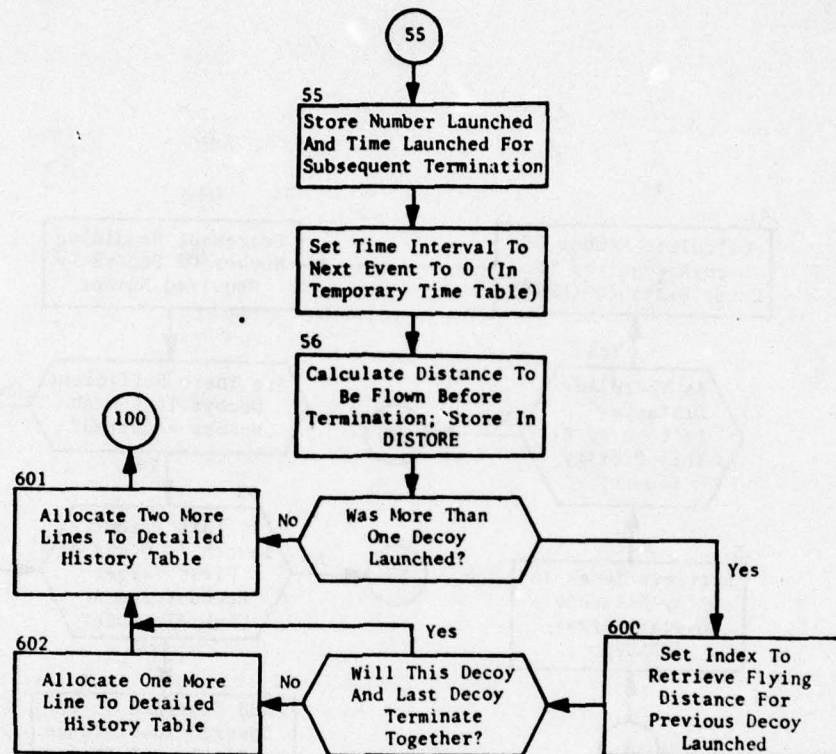 55
55
Store Number Launched
And Time Launched For
Subsequent Termination
Set Time Interval To
Next Event To 0 (In
Temporary Time Table)
56
Calculate Distance To
Be Flown Before
Termination; Store In
DISTORE
100
601
Allocate Two More
Lines To Detailed
History Table
No
Was More Than
One Decoy
Launched?
Yes
602
Allocate One More
Line To Detailed
History Table
No
Will This Decoy
And Last Decoy
Terminate
Together?
Yes
600
Set Index To
Retrieve Flying
Distance For
Previous Decoy
Launched